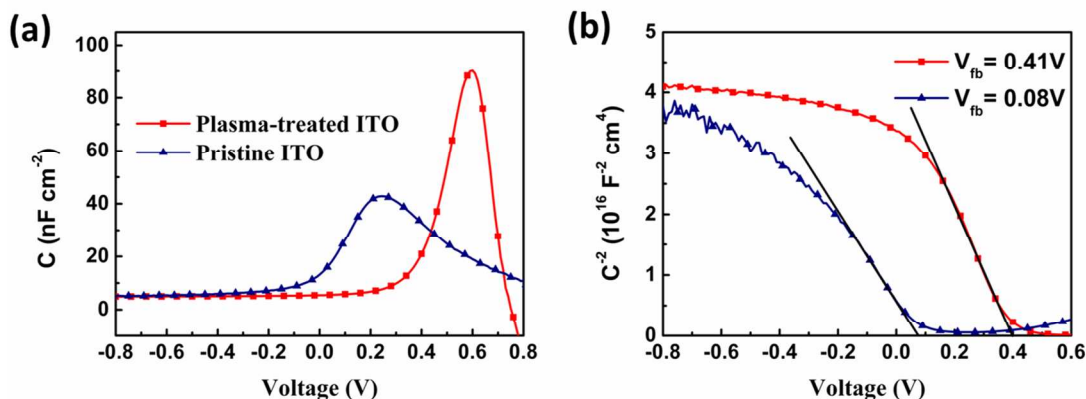 (a)
100
80
60
40
20
0
C (nF cm⁻²)
Plasma-treated ITO
Pristine ITO
-0.8 -0.6 -0.4 -0.2 0.0 0.2 0.4 0.6 0.8
Voltage (V)
(b)
5
4
3
2
1
0
C⁻² (10¹⁶ F⁻² cm⁴)
V_fb= 0.41V
V_fb= 0.08V
-0.8 -0.6 -0.4 -0.2 0.0 0.2 0.4 0.6
Voltage (V)